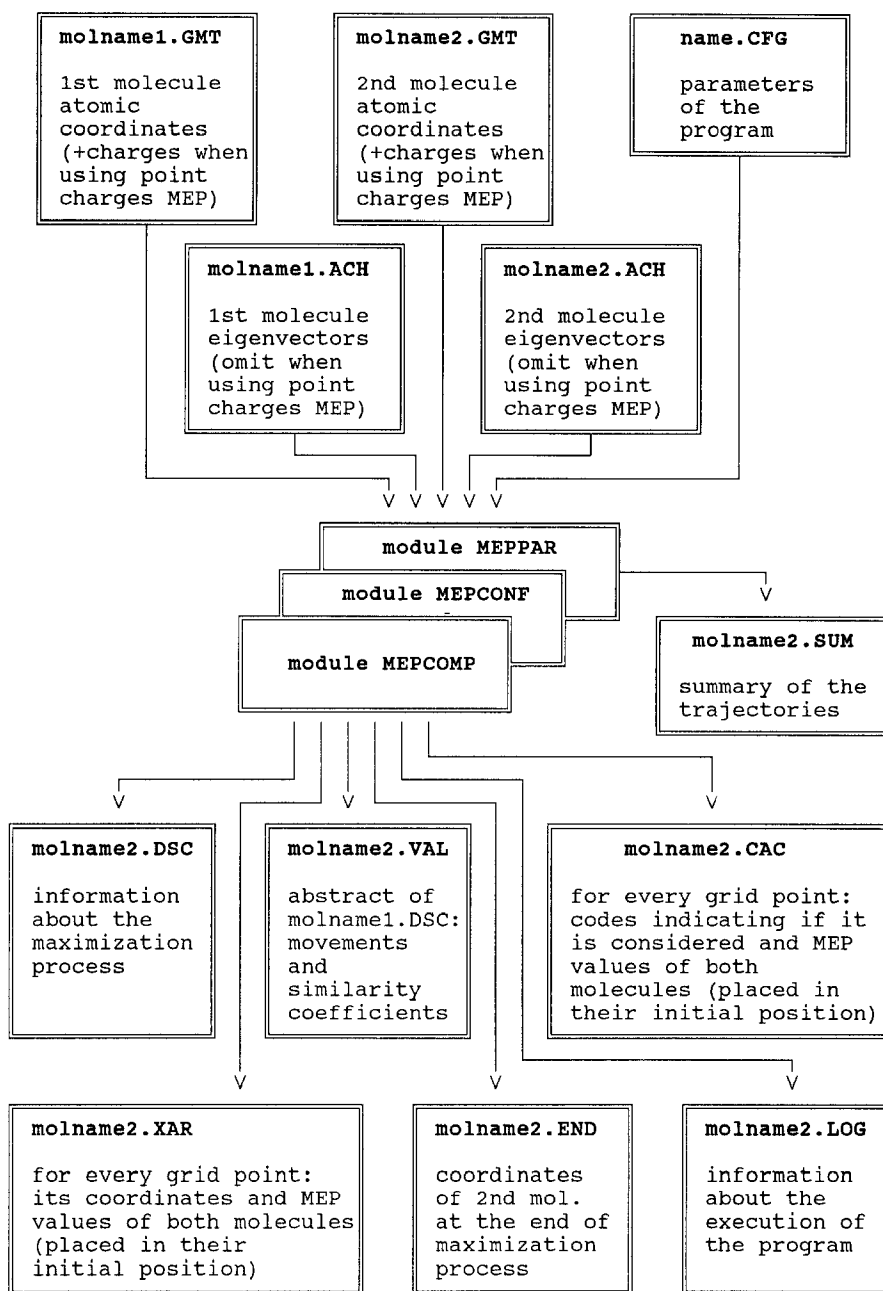 molname1.GMT
1st molecule
atomic
coordinates
(+charges when
using point
charges MEP)
molname2.GMT
2nd molecule
atomic
coordinates
(+charges when
using point
charges MEP)
name.CFG
parameters
of the
program
molname1.ACH
1st molecule
eigenvectors
(omit when
using point
charges MEP)
molname2.ACH
2nd molecule
eigenvectors
(omit when
using point
charges MEP)
module MEPPAR
module MEPCONF
module MEPCOMP
molname2.SUM
summary of the
trajectories
molname2.DSC
information
about the
maximization
process
molname2.VAL
abstract of
molname1.DSC:
movements
and
similarity
coefficients
molname2.CAC
for every grid point:
codes indicating if it
is considered and MEP
values of both
molecules (placed in
their initial position)
molname2.XAR
for every grid point:
its coordinates and MEP
values of both molecules
(placed in their
initial position)
molname2.END
coordinates
of 2nd mol.
at the end of
maximization
process
molname2.LOG
information
about the
execution of
the program